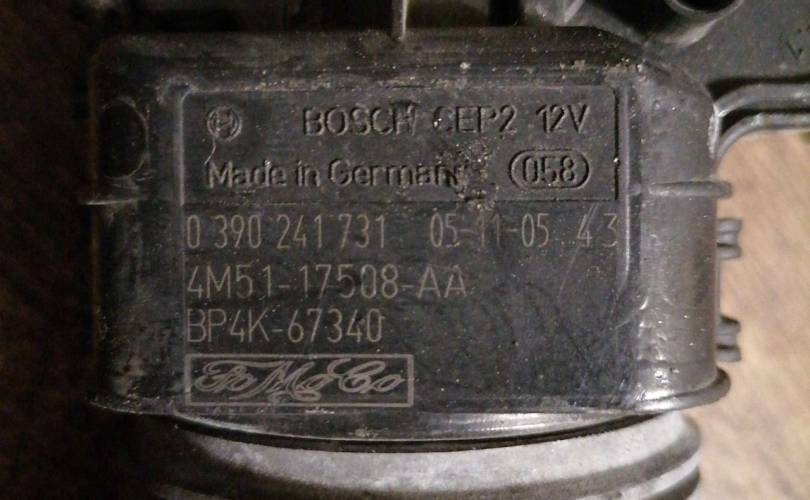 BOSCH CEP2 12V
Made in Germany 058
0 390 241 731 05-11-05 43
4M51-17508-AA
BP4K-67340
FoMoCo